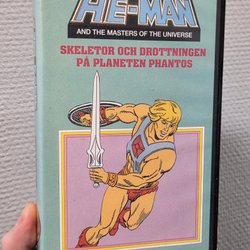 HE-MAN
AND THE MASTERS OF THE UNIVERSE
SKELETOR OCH DROTTNINGEN
PÅ PLANETEN PHANTOS